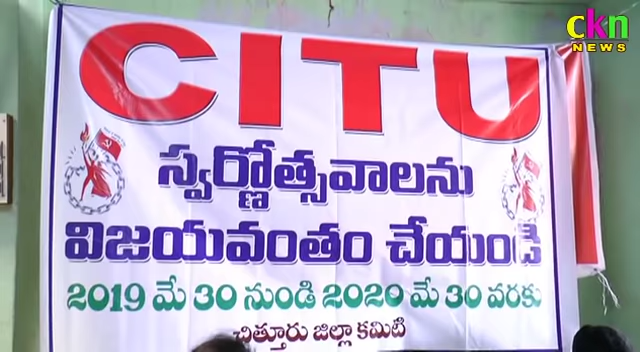 ckn
NEWS
CITU
స్వర్ణోత్సవాలను
విజయవంతం చేయండి
2019 మే 30 నుండి 2020 మే 30 వరకు
చిత్తూరు జిల్లా కమిటి